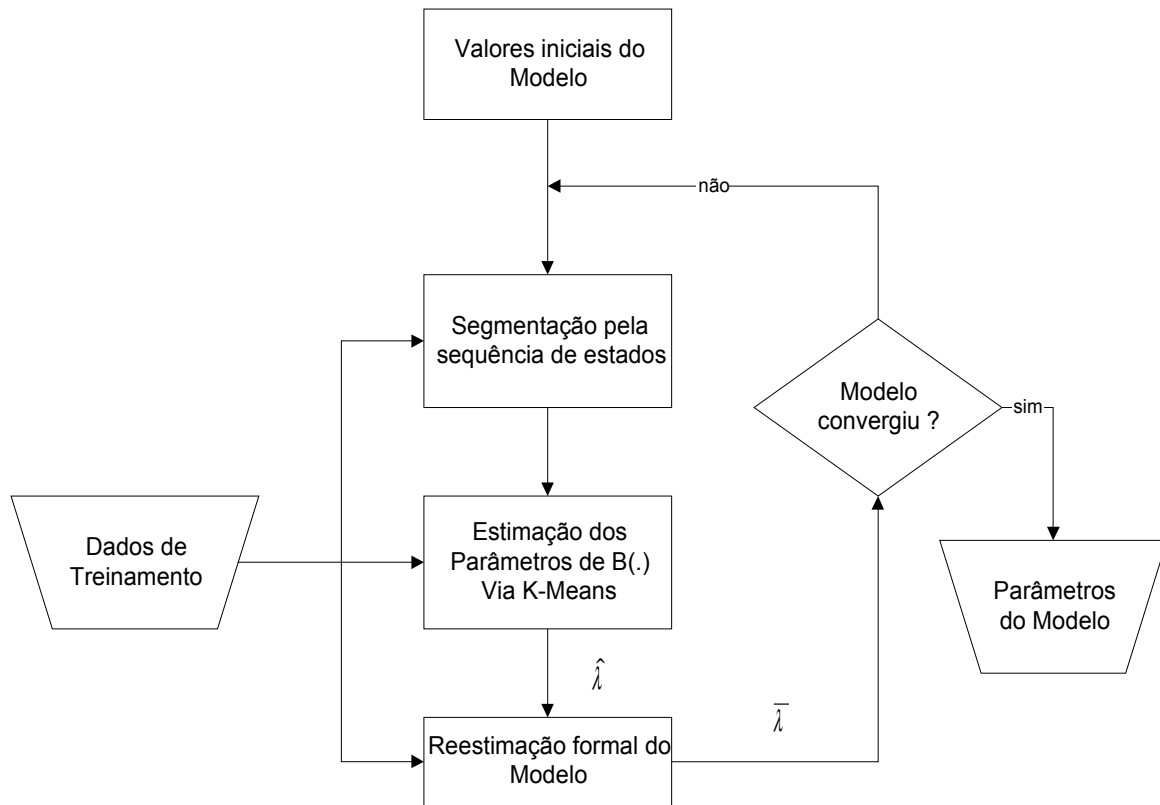 Valores iniciais do
Modelo
não
Segmentação pela
sequência de estados
Modelo
convergiu ?
sim
Dados de
Treinamento
Estimação dos
Parâmetros de B(.)
Via K-Means
Parâmetros
do Modelo
λ̂
λ̅
Reestimação formal do
Modelo